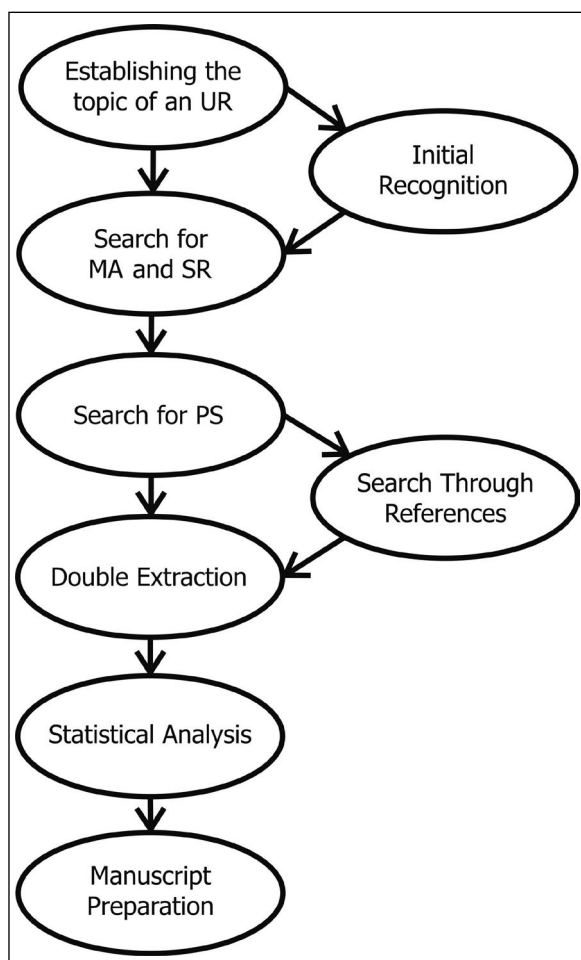 Establishing the
topic of an UR
Initial
Recognition
Search for
MA and SR
Search for PS
Search Through
References
Double Extraction
Statistical Analysis
Manuscript
Preparation